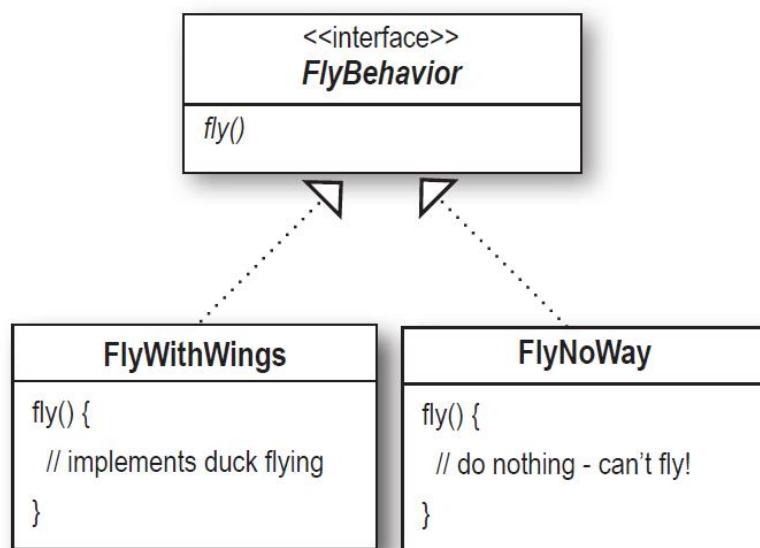 <<interface>>
FlyBehavior
fly()
FlyWithWings
fly() {
// implements duck flying
}
FlyNoWay
fly() {
// do nothing - can’t fly!
}